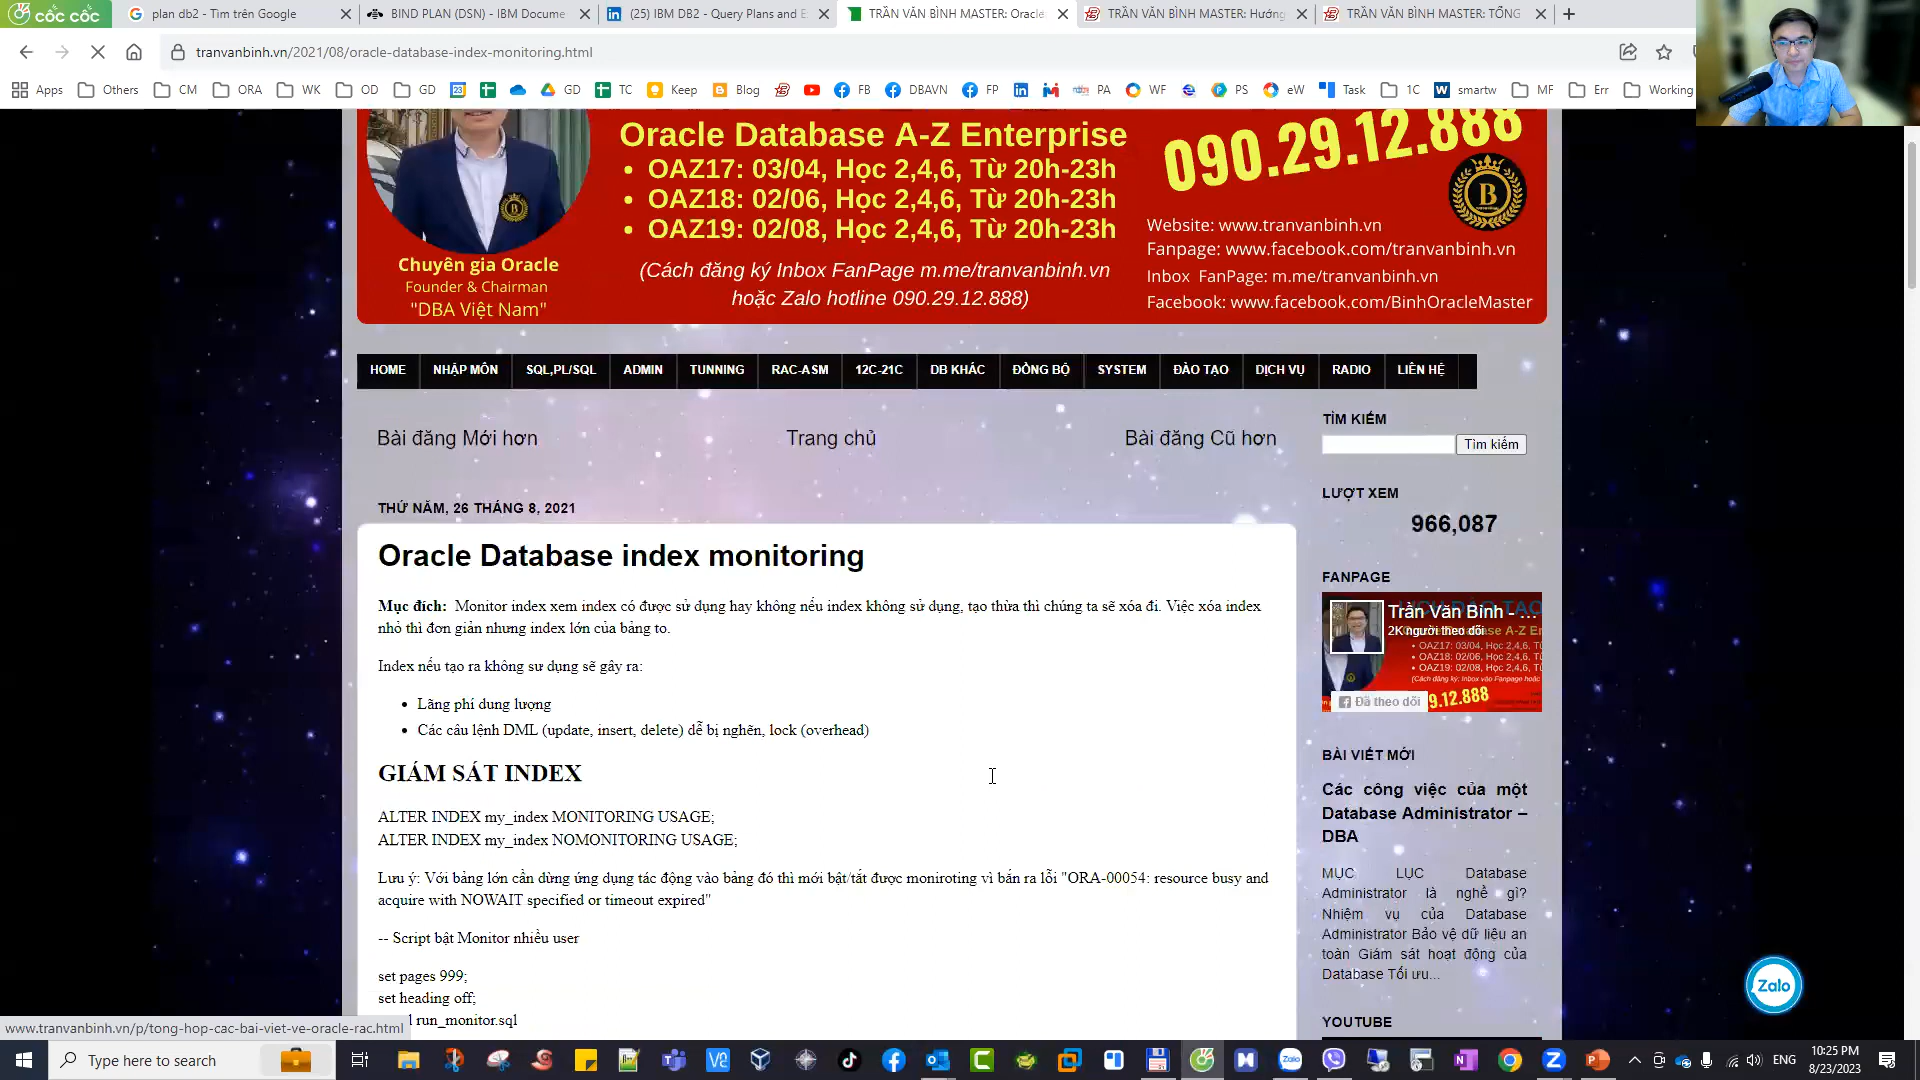 cốc cốc
plan db2 - Tìm trên Google
BIND PLAN (DSN) - IBM Docume
(25) IBM DB2 - Query Plans and E
TRẦN VĂN BÌNH MASTER: Oracle
TRẦN VĂN BÌNH MASTER: Hướng
TRẦN VĂN BÌNH MASTER: TỔNG
tranvanbinh.vn/2021/08/oracle-database-index-monitoring.html
Apps Others CM ORA WK OD GD GD TC Keep Blog FB DBAVN FP PA WF PS eW Task 1C smartw MF Err Working
Oracle Database A-Z Enterprise
• OAZ17: 03/04, Học 2,4,6, Từ 20h-23h
• OAZ18: 02/06, Học 2,4,6, Từ 20h-23h
• OAZ19: 02/08, Học 2,4,6, Từ 20h-23h
(Cách đăng ký Inbox FanPage m.me/tranvanbinh.vn
hoặc Zalo hotline 090.29.12.888)
090.29.12.888
B
Website: www.tranvanbinh.vn
Fanpage: www.facebook.com/tranvanbinh.vn
Inbox FanPage: m.me/tranvanbinh.vn
Facebook: www.facebook.com/BinhOracleMaster
Chuyên gia Oracle
Founder & Chairman
"DBA Việt Nam"
HOME NHẬP MÔN SQL,PL/SQL ADMIN TUNNING RAC-ASM 12C-21C DB KHÁC ĐỒNG BỘ SYSTEM ĐÀO TẠO DỊCH VỤ RADIO LIÊN HỆ
Bài đăng Mới hơn
Trang chủ
Bài đăng Cũ hơn
THỨ NĂM, 26 THÁNG 8, 2021
Oracle Database index monitoring
Mục đích: Monitor index xem index có được sử dụng hay không nếu index không sử dụng, tạo thừa thì chúng ta sẽ xóa đi. Việc xóa index
nhỏ thì đơn giản nhưng index lớn của bảng to.
Index nếu tạo ra không sư dụng sẽ gây ra:
• Lãng phí dung lượng
• Các câu lệnh DML (update, insert, delete) dễ bị nghẽn, lock (overhead)
GIÁM SÁT INDEX
ALTER INDEX my_index MONITORING USAGE;
ALTER INDEX my_index NOMONITORING USAGE;
Lưu ý: Với bảng lớn cần dừng ứng dụng tác động vào bảng đó thì mới bật/tắt được moniroting vì bắn ra lỗi "ORA-00054: resource busy and
acquire with NOWAIT specified or timeout expired"
-- Script bật Monitor nhiều user
set pages 999;
set heading off;
l run_monitor.sql
TÌM KIẾM
Tìm kiếm
LƯỢT XEM
966,087
FANPAGE
Trần Văn Bình - ...
2K người theo dõi
Đã theo dõi
BÀI VIẾT MỚI
Các công việc của một
Database Administrator –
DBA
MỤC LỤC Database
Administrator là nghề gì?
Nhiệm vụ của Database
Administrator Bảo vệ dữ liệu an
toàn Giám sát hoạt động của
Database Tối ưu...
YOUTUBE
Zalo
www.tranvanbinh.vn/p/tong-hop-cac-bai-viet-ve-oracle-rac.html
Type here to search
ENG
10:25 PM
8/23/2023